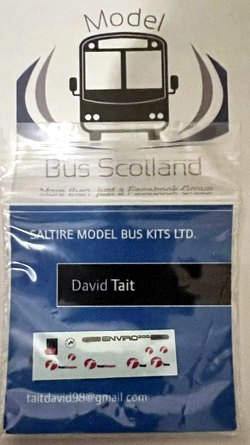 Model
Bus Scotland
More than just a Facebook Group
SALTIRE MODEL BUS KITS LTD.
David Tait
ENVIRO
taitdavid98@gmail.com